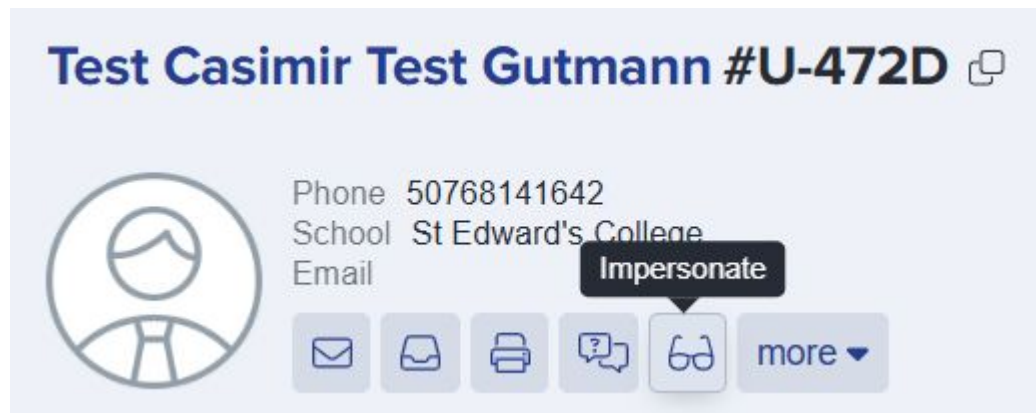 Test Casimir Test Gutmann #U-472D
Phone 50768141642
School St Edward's College
Email
Impersonate
?
more